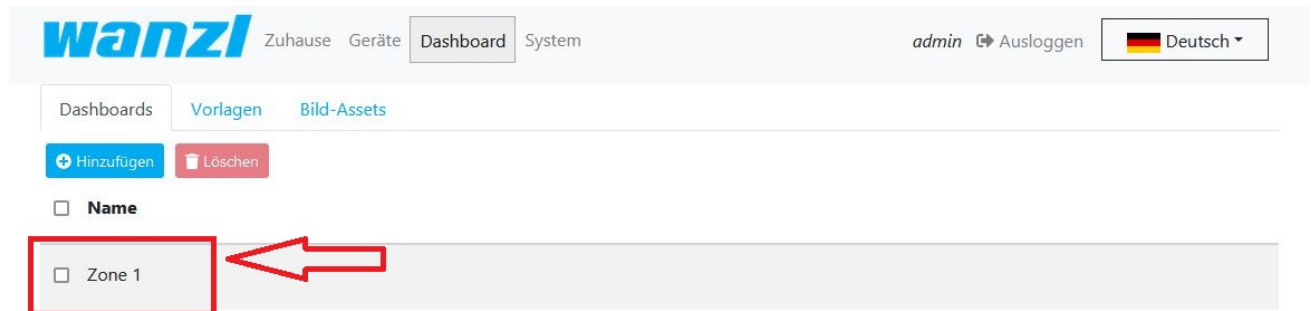 wanzl Zuhause Geräte Dashboard System admin Ausloggen Deutsch
Dashboards Vorlagen Bild-Assets
Hinzufügen Löschen
Name
Zone 1